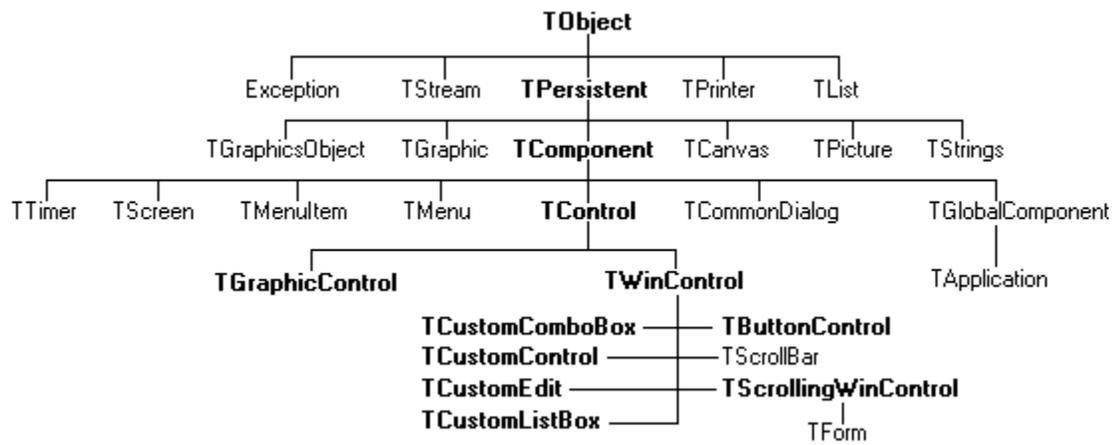 TObject
Exception TStream TPersistent TPrinter TList
TGraphicsObject TGraphic TComponent TCanvas TPicture TStrings
TTimer TScreen TMenuItem TMenu TControl TCommonDialog TGlobalComponent
TGraphicControl TWinControl TApplication
TCustomComboBox TButtonControl
TCustomControl TScrollBar
TCustomEdit TScrollingWinControl
TCustomListBox
TForm